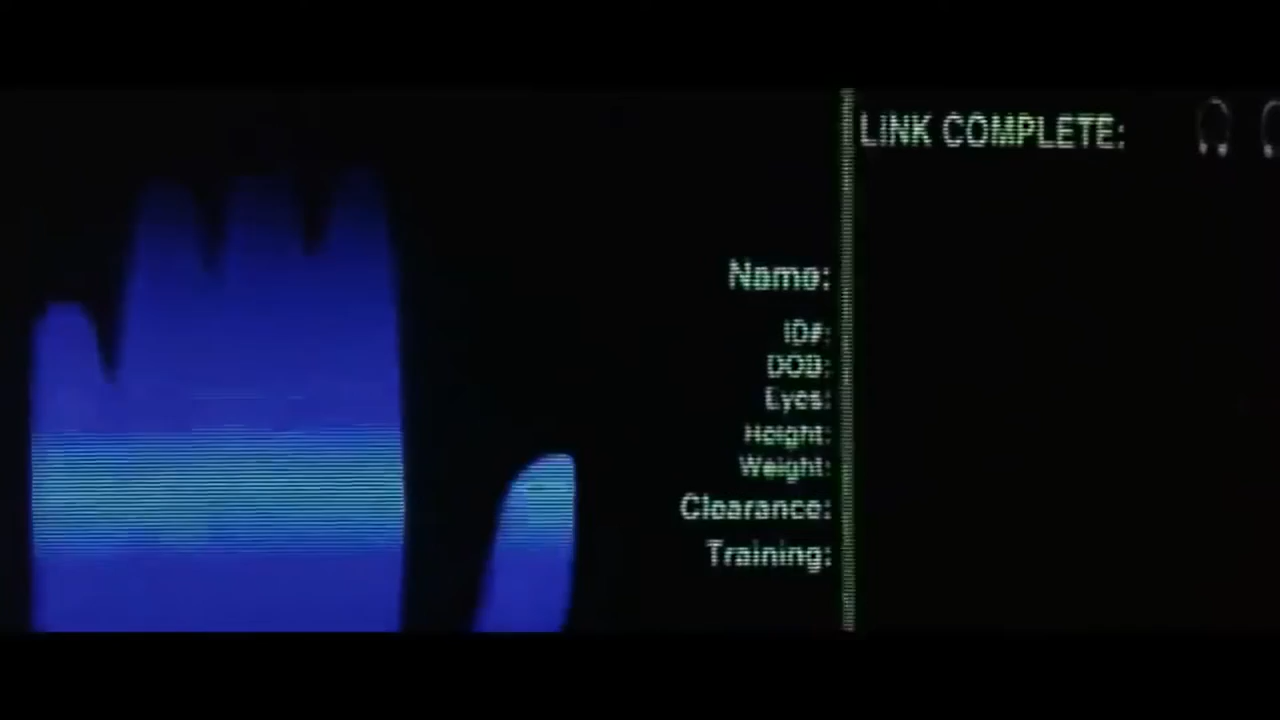 LINK COMPLETE:
Name:
ID#:
DOB:
Eyes:
Height:
Weight:
Clearance:
Training: